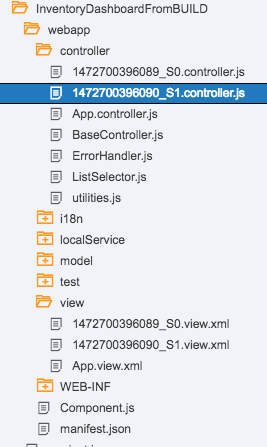 InventoryDashboardFromBUILD
webapp
controller
1472700396089_S0.controller.js
1472700396090_S1.controller.js
App.controller.js
BaseController.js
ErrorHandler.js
ListSelector.js
utilities.js
i18n
localService
model
test
view
1472700396089_S0.view.xml
1472700396090_S1.view.xml
App.view.xml
WEB-INF
Component.js
manifest.json